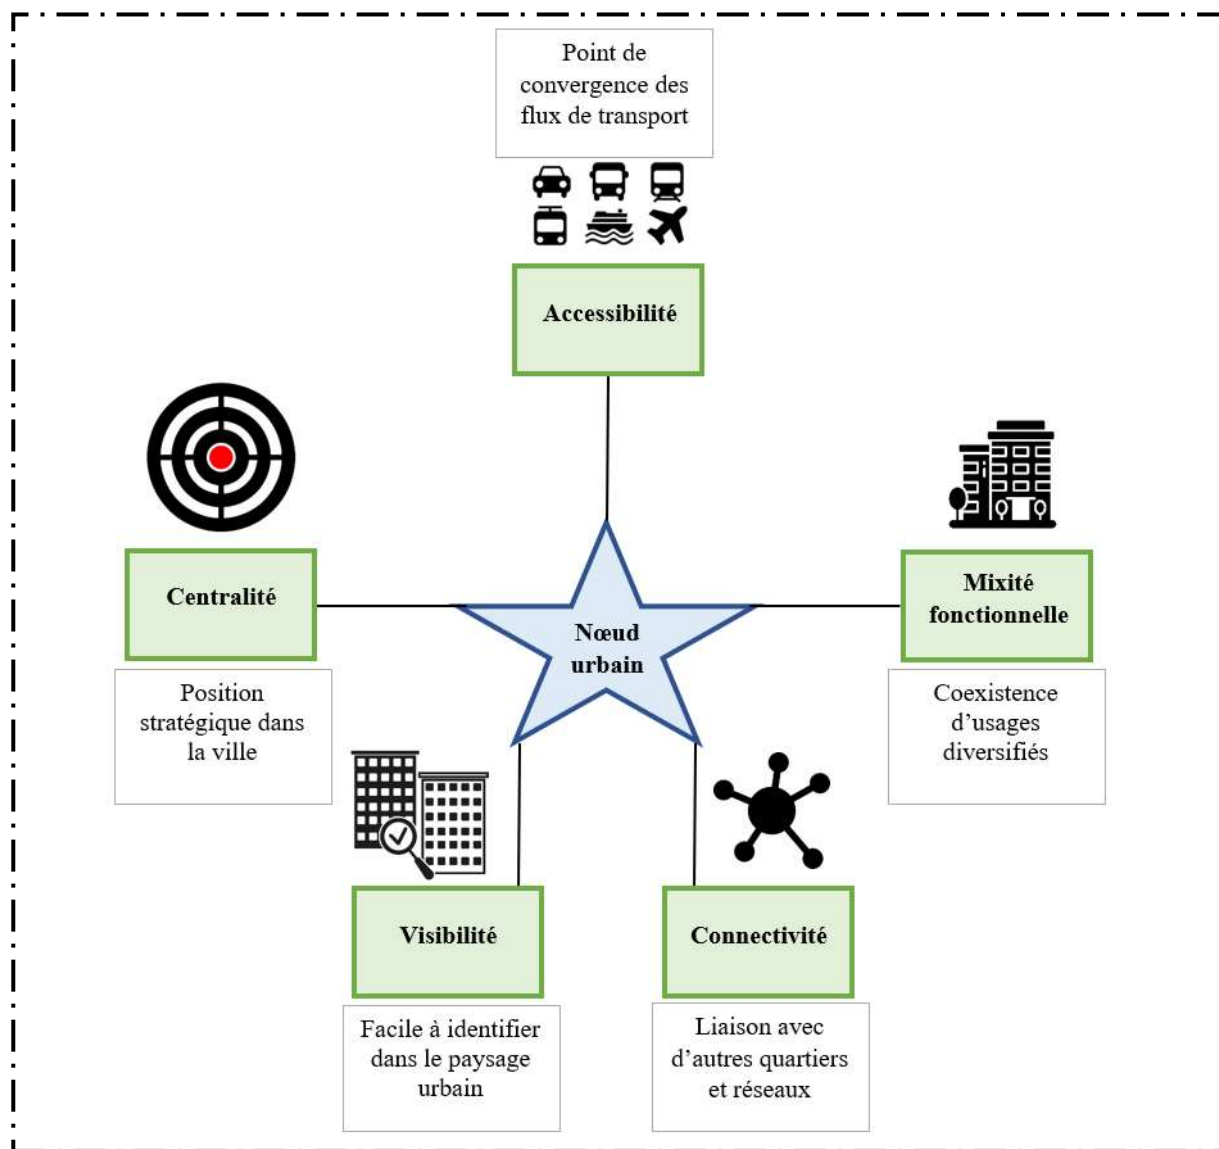 Point de
convergence des
flux de transport
Accessibilité
Centralité
Position
stratégique dans
la ville
Nœud
urbain
Mixité
fonctionnelle
Coexistence
d’usages
diversifiés
Visibilité
Facile à identifier
dans le paysage
urbain
Connectivité
Liaison avec
d’autres quartiers
et réseaux